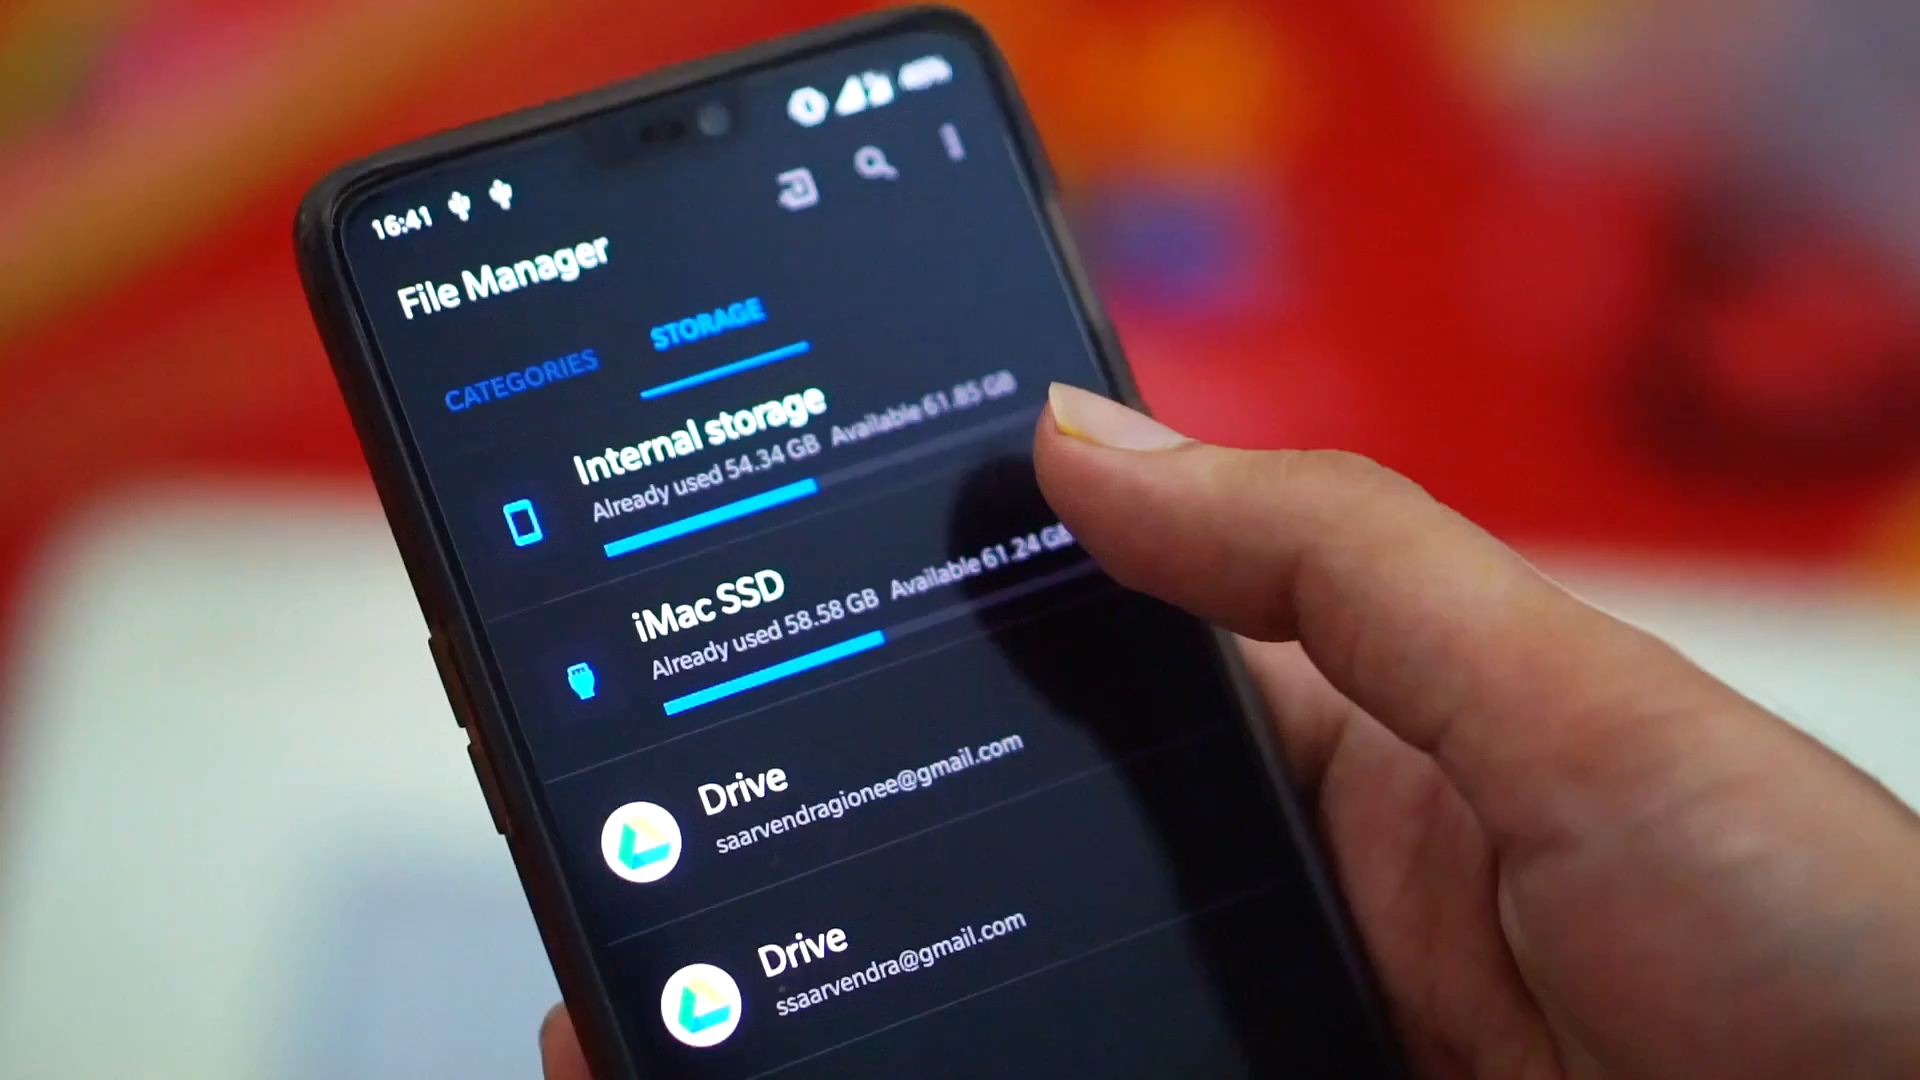 16:41
File Manager
CATEGORIES STORAGE
Internal storage
Already used 54.34 GB Available 61.85 GB
iMac SSD
Already used 58.58 GB Available 61.24 GB
Drive
saarvendragionee@gmail.com
Drive
ssaarvendra@gmail.com